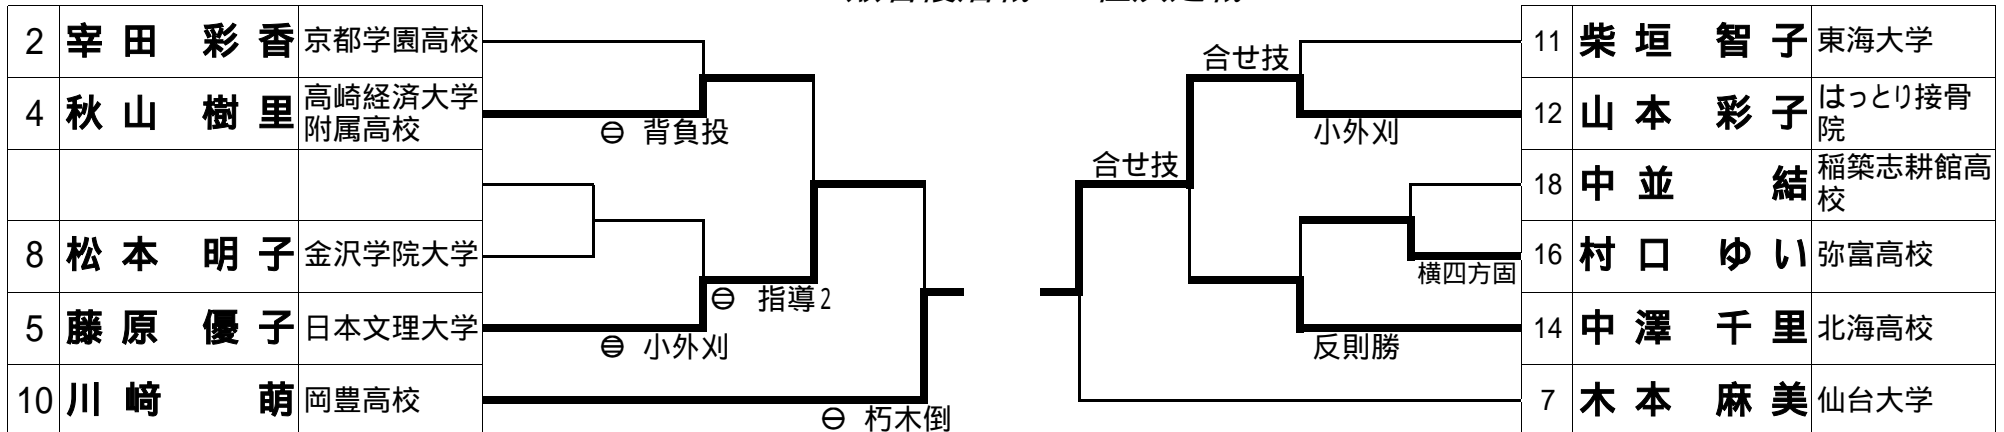 2 宰田 彩香 京都学園高校
4 秋山 樹里 高崎経済大学
附属高校
8 松本 明子 金沢学院大学
5 藤原 優子 日本文理大学
10 川﨑 萌 岡豊高校
⊖ 背負投
⊖ 指導2
小外刈
⊖ 朽木倒
合せ技
合せ技
小外刈
横四方固
反則勝
11 柴垣 智子 東海大学
12 山本 彩子 はっとり接骨
院
18 中並 結 稲築志耕館高
校
16 村口 ゆい 弥富高校
14 中澤 千里 北海高校
7 木本 麻美 仙台大学